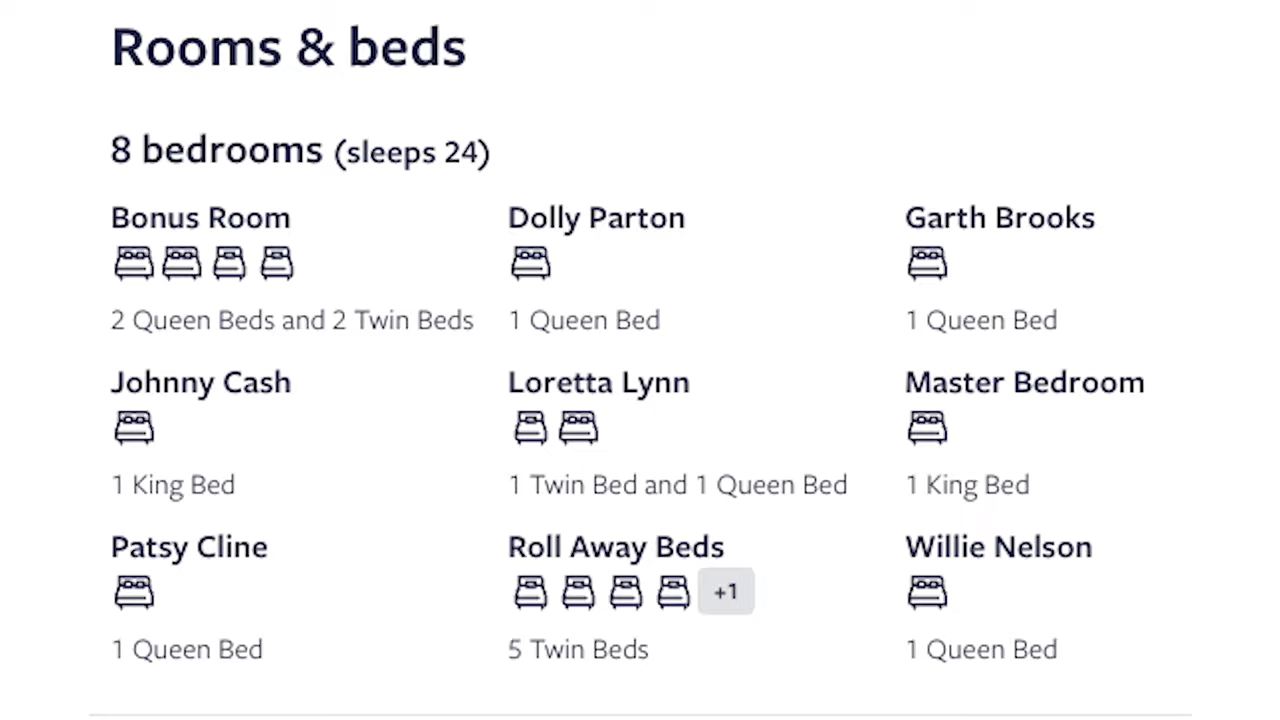 Rooms & beds
8 bedrooms (sleeps 24)
Bonus Room
2 Queen Beds and 2 Twin Beds
Dolly Parton
1 Queen Bed
Garth Brooks
1 Queen Bed
Johnny Cash
1 King Bed
Loretta Lynn
1 Twin Bed and 1 Queen Bed
Master Bedroom
1 King Bed
Patsy Cline
1 Queen Bed
Roll Away Beds
+1
5 Twin Beds
Willie Nelson
1 Queen Bed